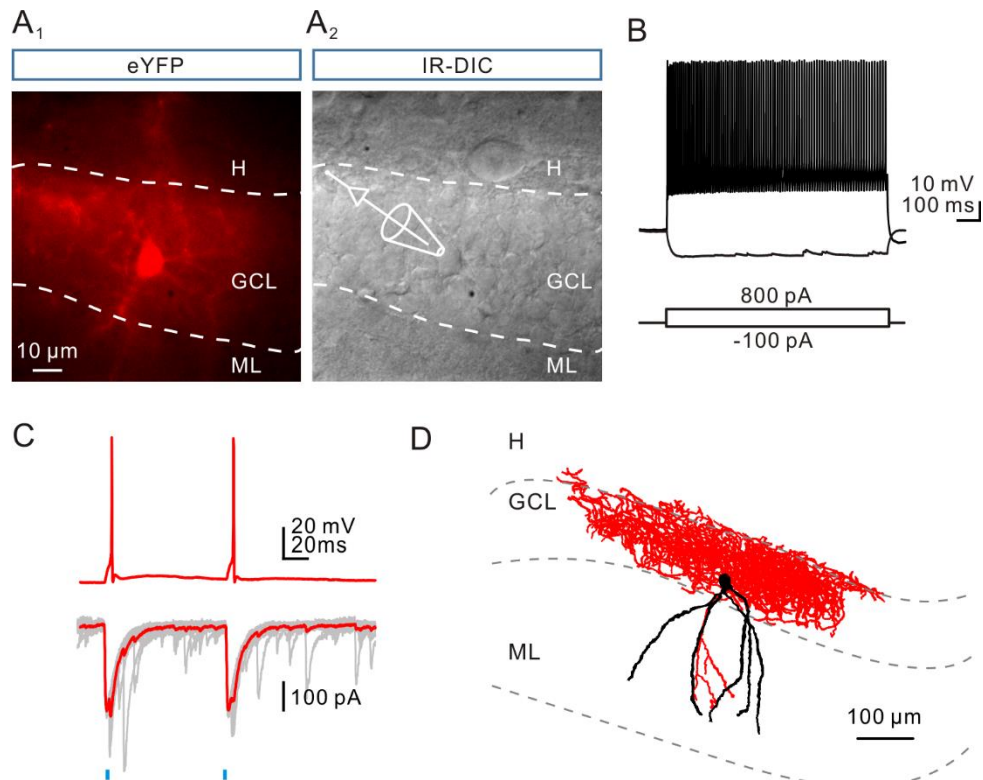 A1
eYFP
H
GCL
ML
10 µm
A2
IR-DIC
H
GCL
ML
B
10 mV
100 ms
800 pA
-100 pA
C
20 mV
20ms
100 pA
D
H
GCL
ML
100 µm